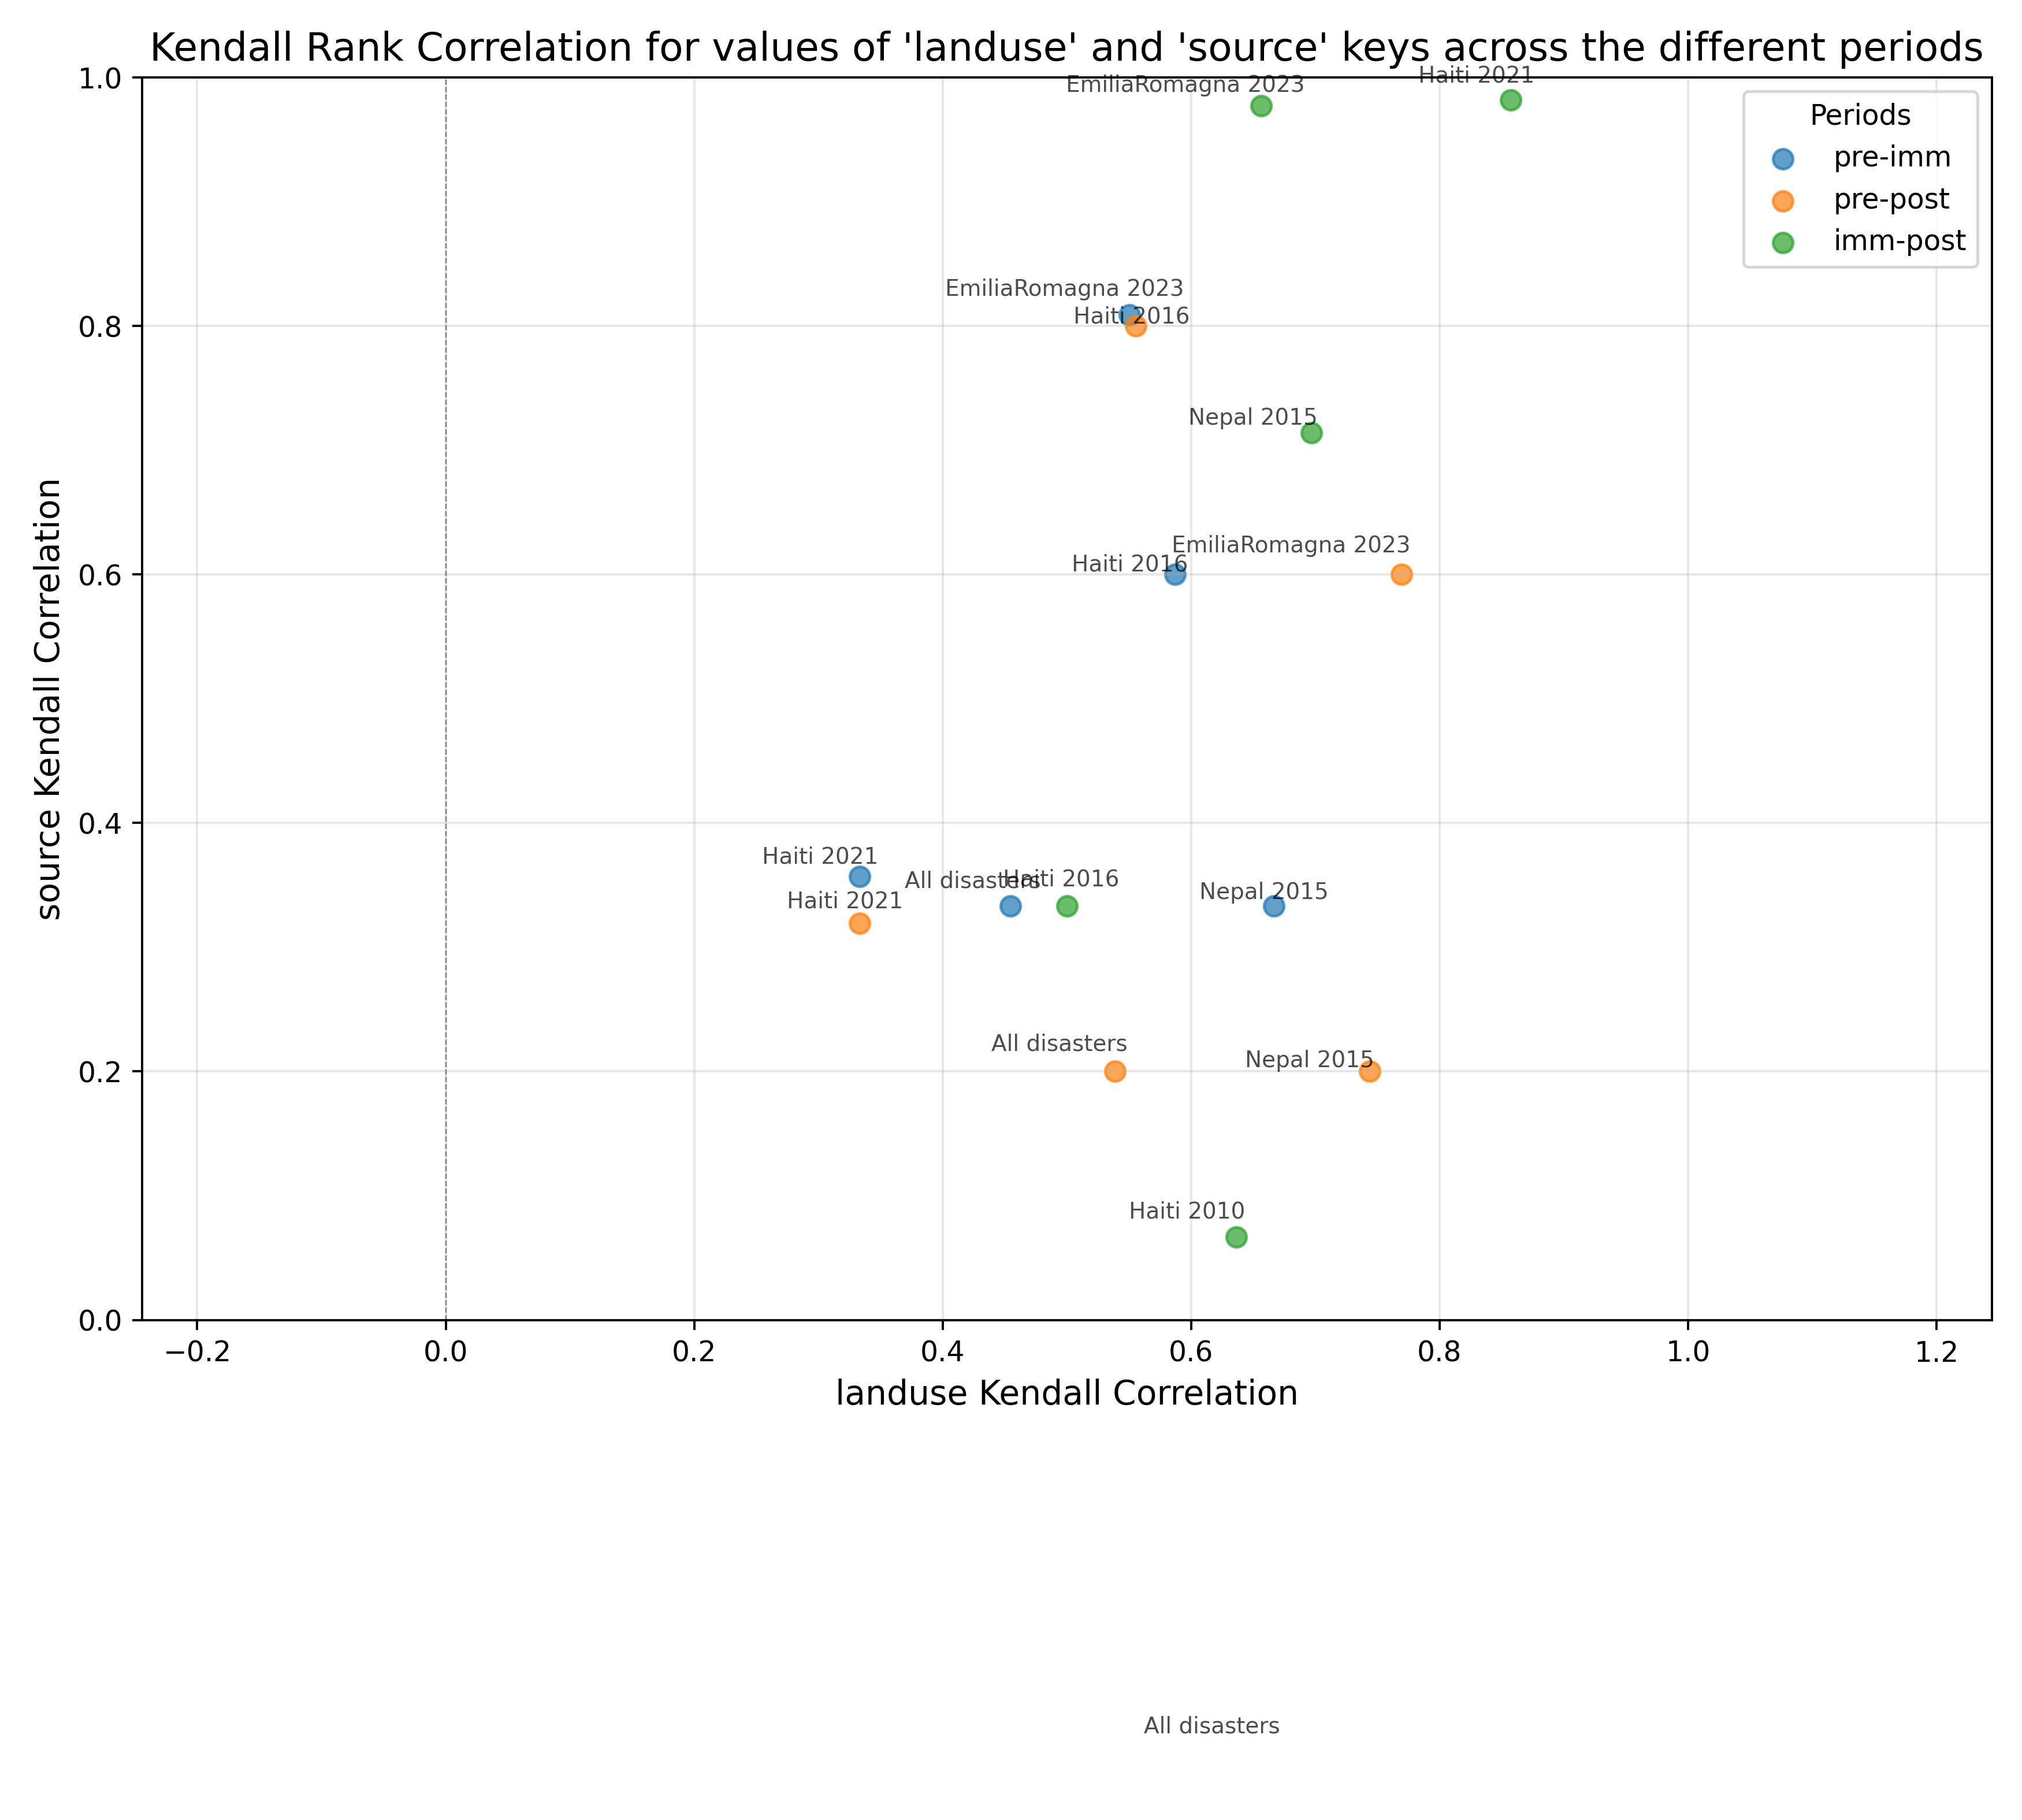 Kendall Rank Correlation for values of 'landuse' and 'source' keys across the different periods
1.0
EmiliaRomagna 2023
Haiti 2021
Periods
pre-imm
pre-post
imm-post
EmiliaRomagna 2023
Haiti 2016
0.8
Nepal 2015
EmiliaRomagna 2023
Haiti 2016
0.6
source Kendall Correlation
0.4
Haiti 2021
All disasters
Haiti 2016
Nepal 2015
Haiti 2021
All disasters
Nepal 2015
0.2
Haiti 2010
0.0
−0.2 0.0 0.2 0.4 0.6 0.8 1.0 1.2
landuse Kendall Correlation
All disasters